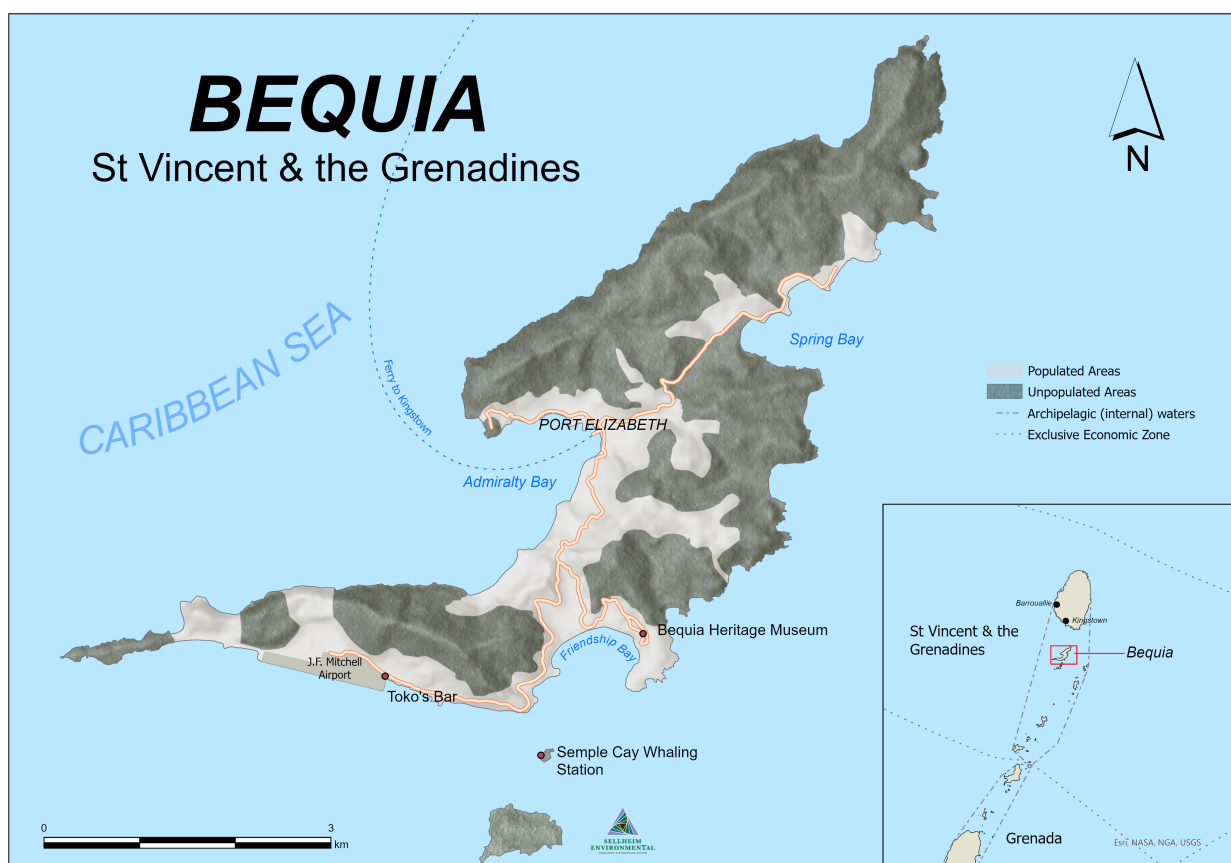 BEQUIA
St Vincent & the Grenadines
N
CARIBBEAN SEA
Ferry to Kingstown
Spring Bay
PORT ELIZABETH
Admiralty Bay
Populated Areas
Unpopulated Areas
Archipelagic (internal) waters
Exclusive Economic Zone
Bequia Heritage Museum
Friendship Bay
J.F. Mitchell
Airport
Toko's Bar
Semple Cay Whaling
Station
0 3
km
SELLHEIM
ENVIRONMENTAL
Barrouallie
Kingstown
St Vincent & the
Grenadines
Bequia
Grenada
Esri, NASA, NGA, USGS